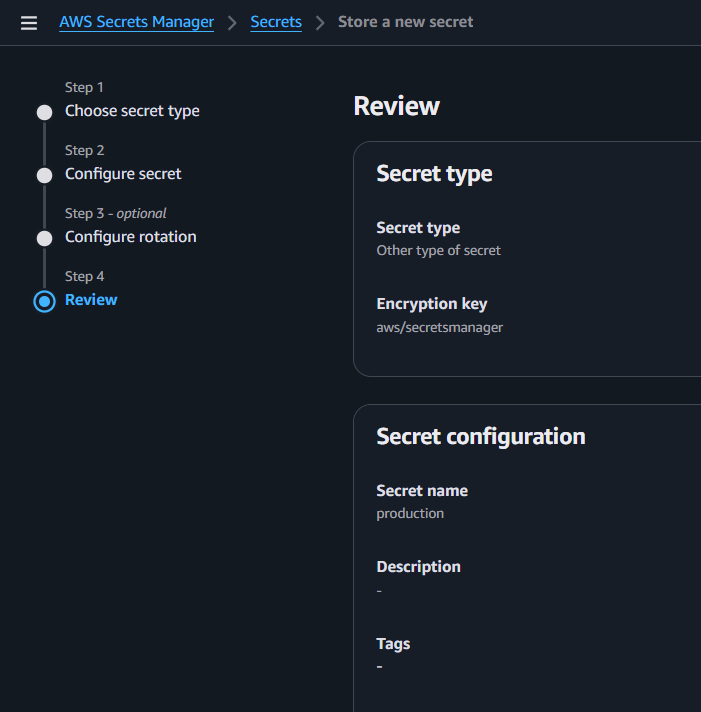 AWS Secrets Manager > Secrets > Store a new secret
Step 1
Choose secret type
Step 2
Configure secret
Step 3 - optional
Configure rotation
Step 4
Review
Review
Secret type
Secret type
Other type of secret
Encryption key
aws/secretsmanager
Secret configuration
Secret name
production
Description
-
Tags
-